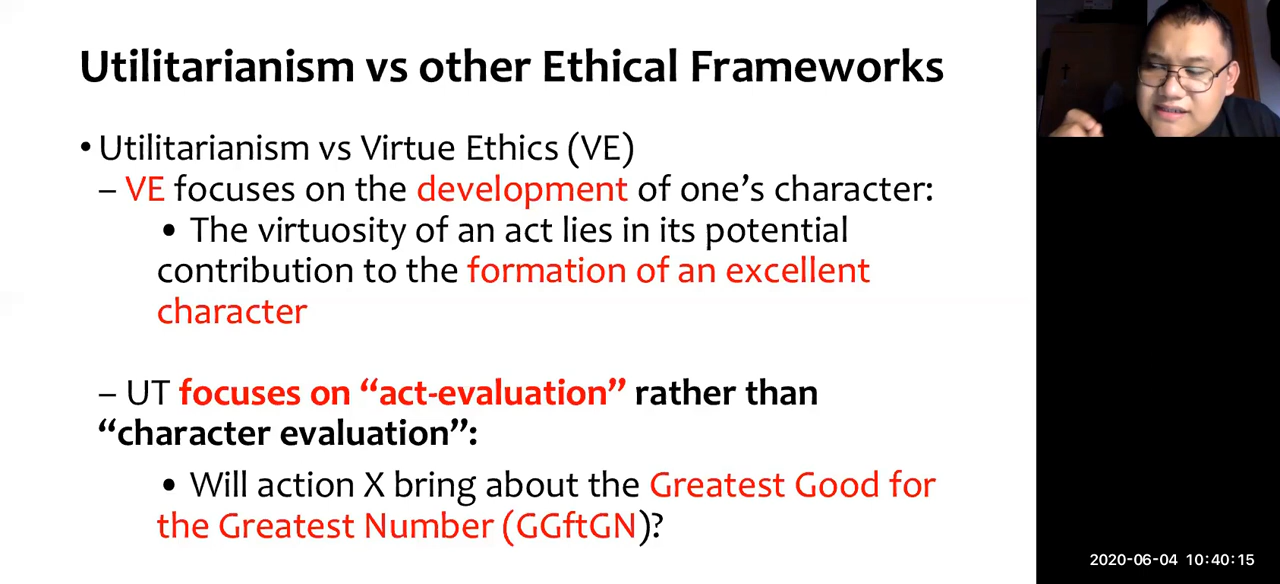 Utilitarianism vs other Ethical Frameworks
• Utilitarianism vs Virtue Ethics (VE)
– VE focuses on the development of one’s character:
• The virtuosity of an act lies in its potential
contribution to the formation of an excellent
character
– UT focuses on “act-evaluation” rather than
“character evaluation”:
• Will action X bring about the Greatest Good for
the Greatest Number (GGftGN)?
2020-06-04 10:40:15